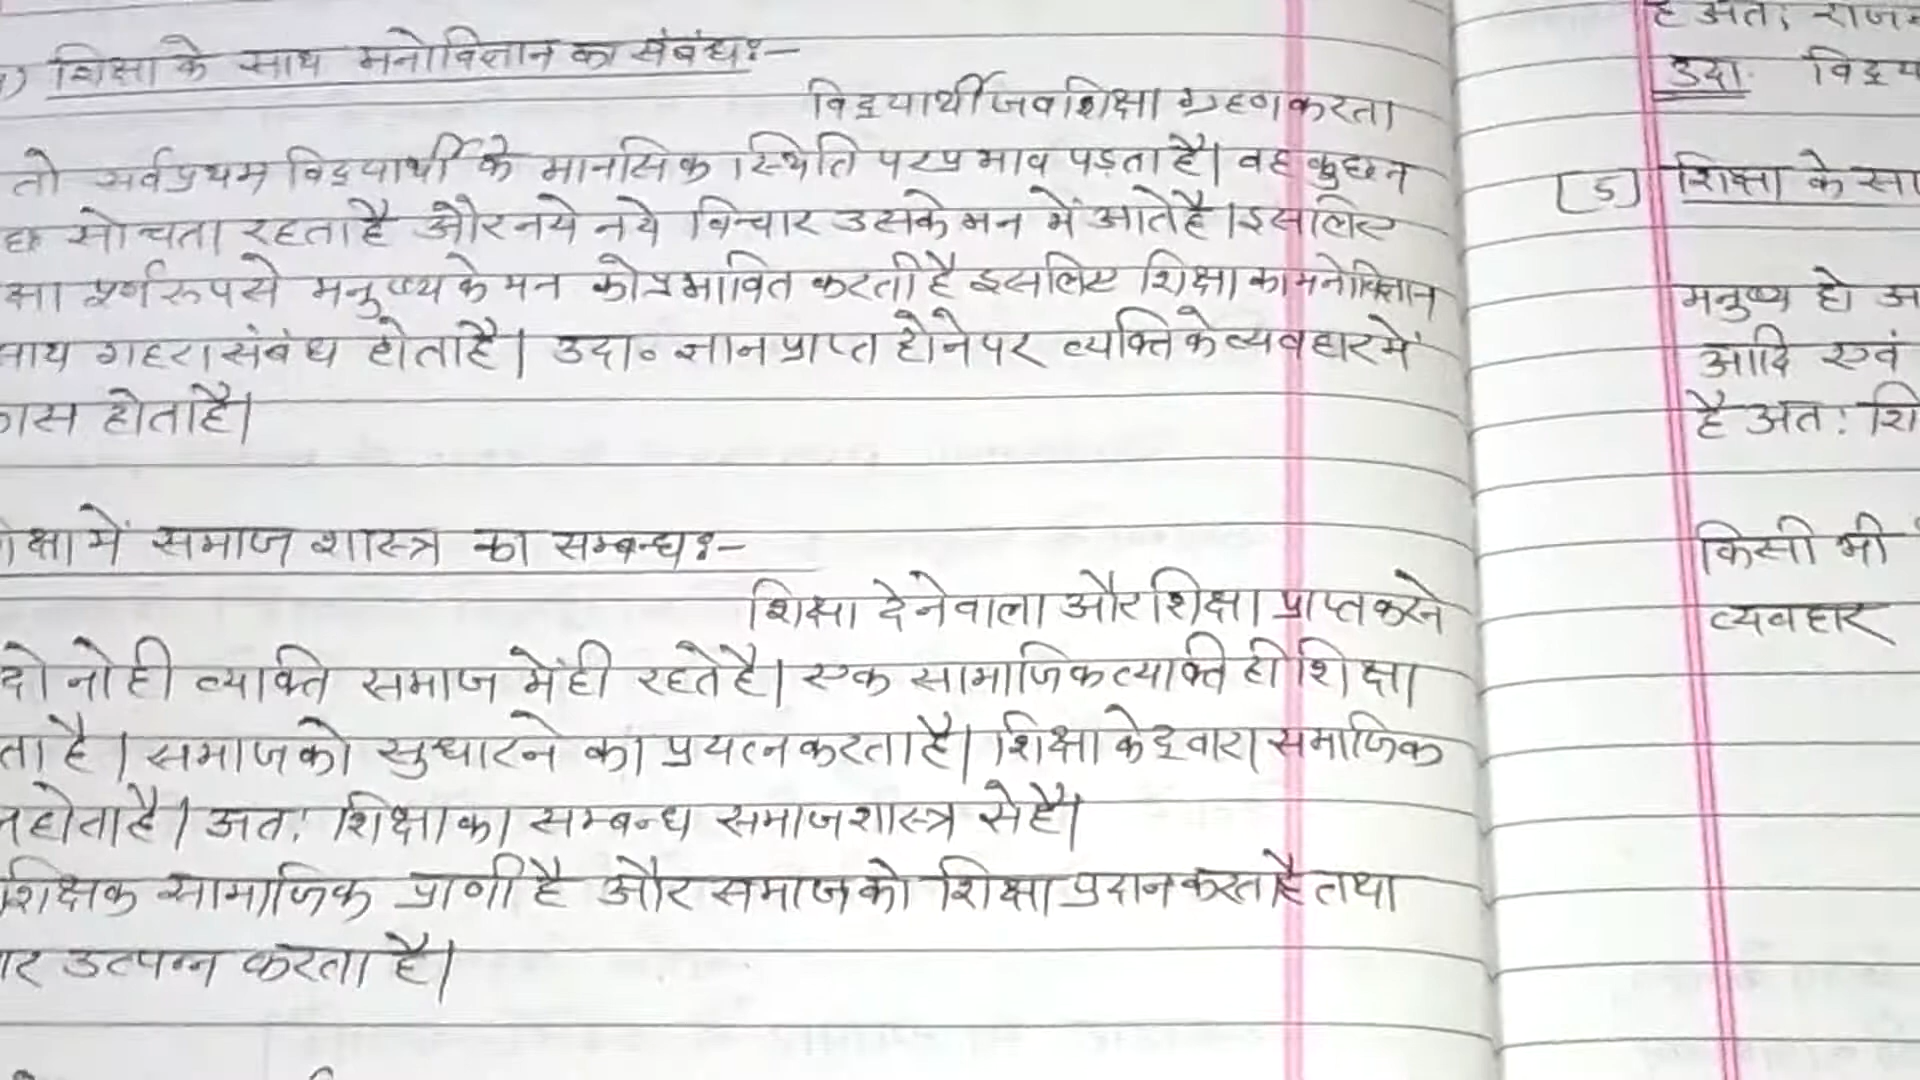 शिक्षा के साथ मनोविज्ञान का संबंध:-
विद्यार्थी जब शिक्षा ग्रहण करता
तो सर्वप्रथम विद्यार्थी के मानसिक स्थिति पर प्रभाव पड़ता है। वह कुछ न
छ सोचता रहता है और नये नये विचार उसके मन में आते है। इसलिए
क्षा पूर्ण रूप से मनुष्य के मन को प्रभावित करती है इसलिए शिक्षा का मनोविज्ञान
साथ गहरा संबंध होता है। उदा॰ ज्ञान प्राप्त होने पर व्यक्ति के व्यवहार में
कास होता है।
क्षा में समाज शास्त्र का सम्बन्ध:-
शिक्षा देने वाला और शिक्षा प्राप्त करने
दोनो ही व्यक्ति समाज में ही रहते है। एक सामाजिक व्यक्ति ही शिक्षा
ता है। समाज को सुधारने का प्रयत्न करता है। शिक्षा के द्वारा समाजिक
न होता है। अत: शिक्षा का सम्बन्ध समाजशास्त्र से है।
शिक्षक सामाजिक प्राणी है और समाज को शिक्षा प्रदान करता है तथा
ार उत्पन्न करता है।
है अत: राज
उदा. विद्य
[5] शिक्षा के सा
मनुष्य हो अ
आदि एवं
है अत: शि
किसी भी
व्यवहार